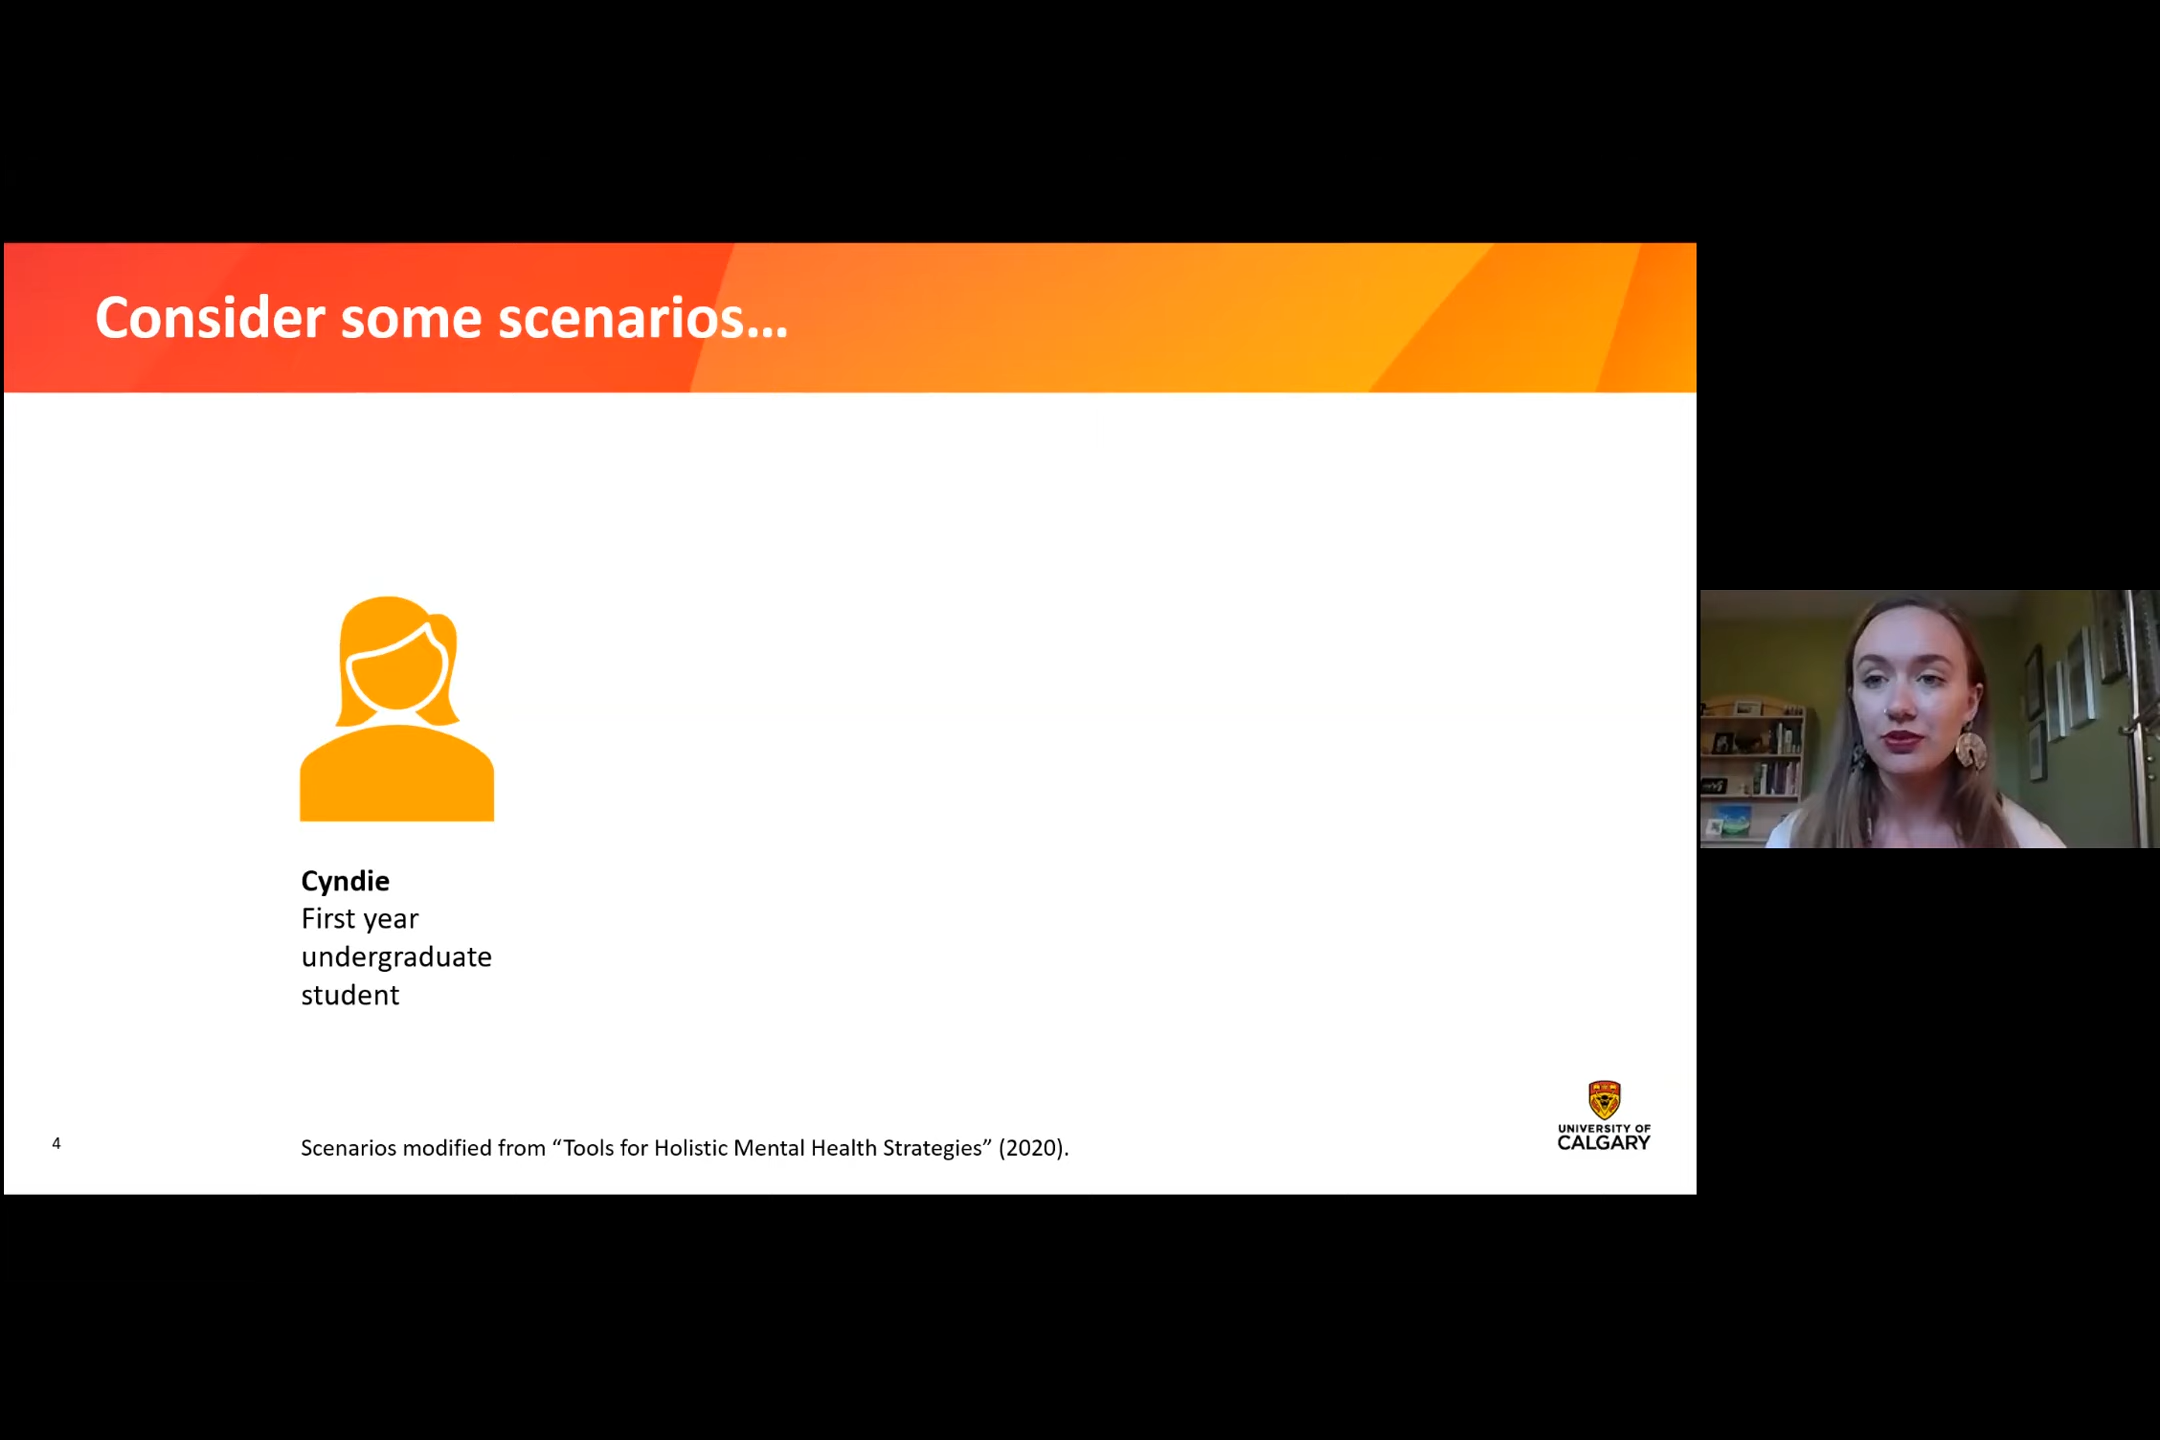 Consider some scenarios…
Cyndie
First year
undergraduate
student
4
Scenarios modified from “Tools for Holistic Mental Health Strategies” (2020).
UNIVERSITY OF
CALGARY